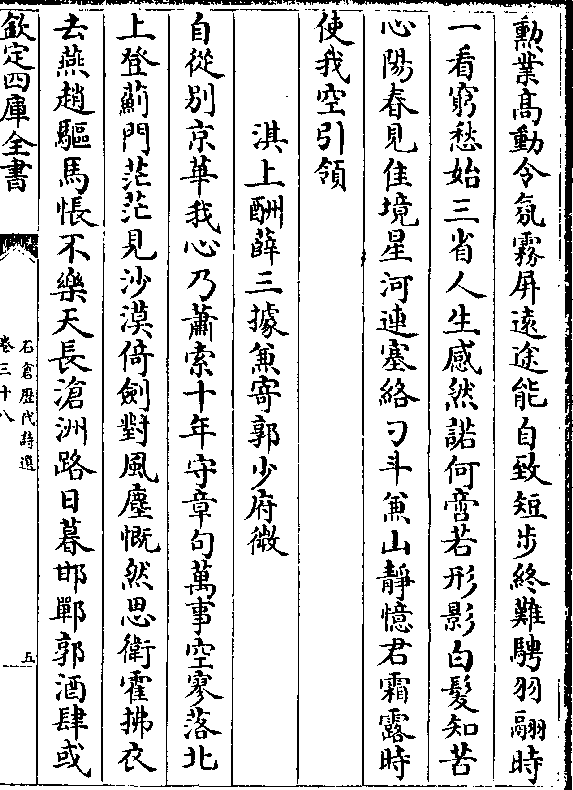 勲業髙動令氛霧屏遠途能自致短步終難騁羽翮時
一看窮愁始三省人生感然諾何啻若形影白髮知苦
心陽春見佳境星河連塞絡刁斗兼山靜憶君霜露時
使我空引領
淇上酬薛三據兼寄郭少府微
自從別京華我心乃蕭索十年守章句萬事空寥落北
上登薊門茫茫見沙漠倚劍對風塵慨然思衛霍拂衣
去燕趙驅馬悵不樂天長滄洲路日暮邯鄲郭酒肆或
欽定四庫全書
石倉歴代詩選
卷三十八
五